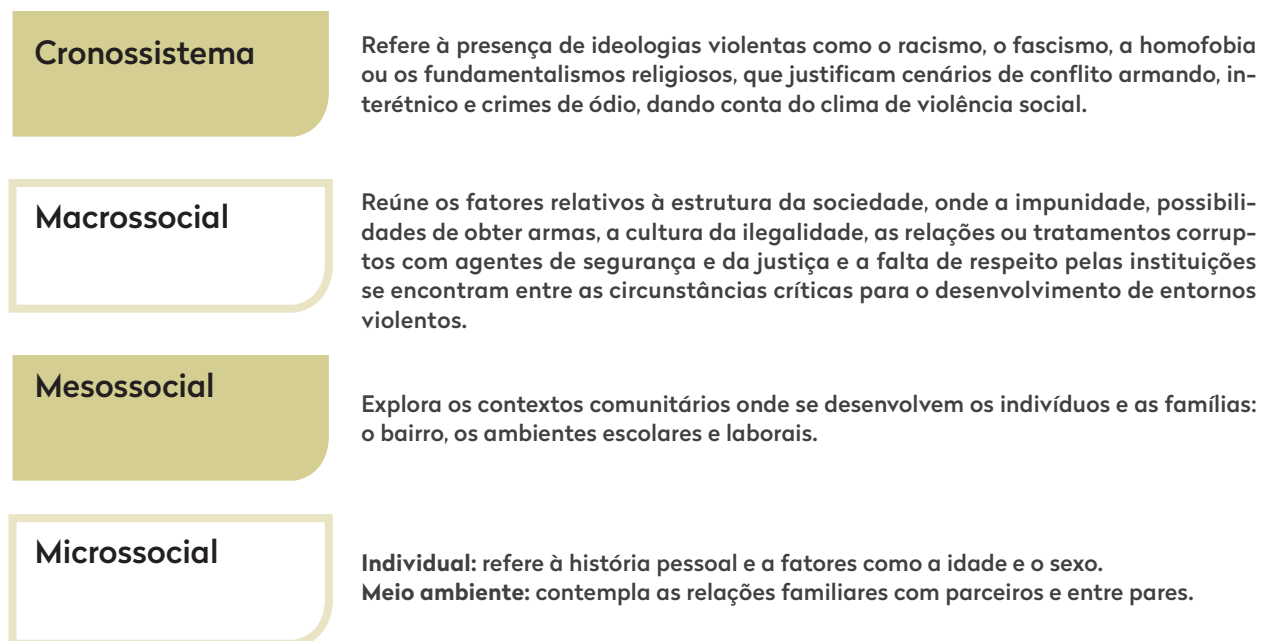 Cronossistema
Refere à presença de ideologias violentas como o racismo, o fascismo, a homofobia
ou os fundamentalismos religiosos, que justificam cenários de conflito armando, in-
terétnico e crimes de ódio, dando conta do clima de violência social.
Macrossocial
Reúne os fatores relativos à estrutura da sociedade, onde a impunidade, possibili-
dades de obter armas, a cultura da ilegalidade, as relações ou tratamentos corrup-
tos com agentes de segurança e da justiça e a falta de respeito pelas instituições
se encontram entre as circunstâncias críticas para o desenvolvimento de entornos
violentos.
Mesossocial
Explora os contextos comunitários onde se desenvolvem os indivíduos e as famílias:
o bairro, os ambientes escolares e laborais.
Microssocial
Individual: refere à história pessoal e a fatores como a idade e o sexo.
Meio ambiente: contempla as relações familiares com parceiros e entre pares.